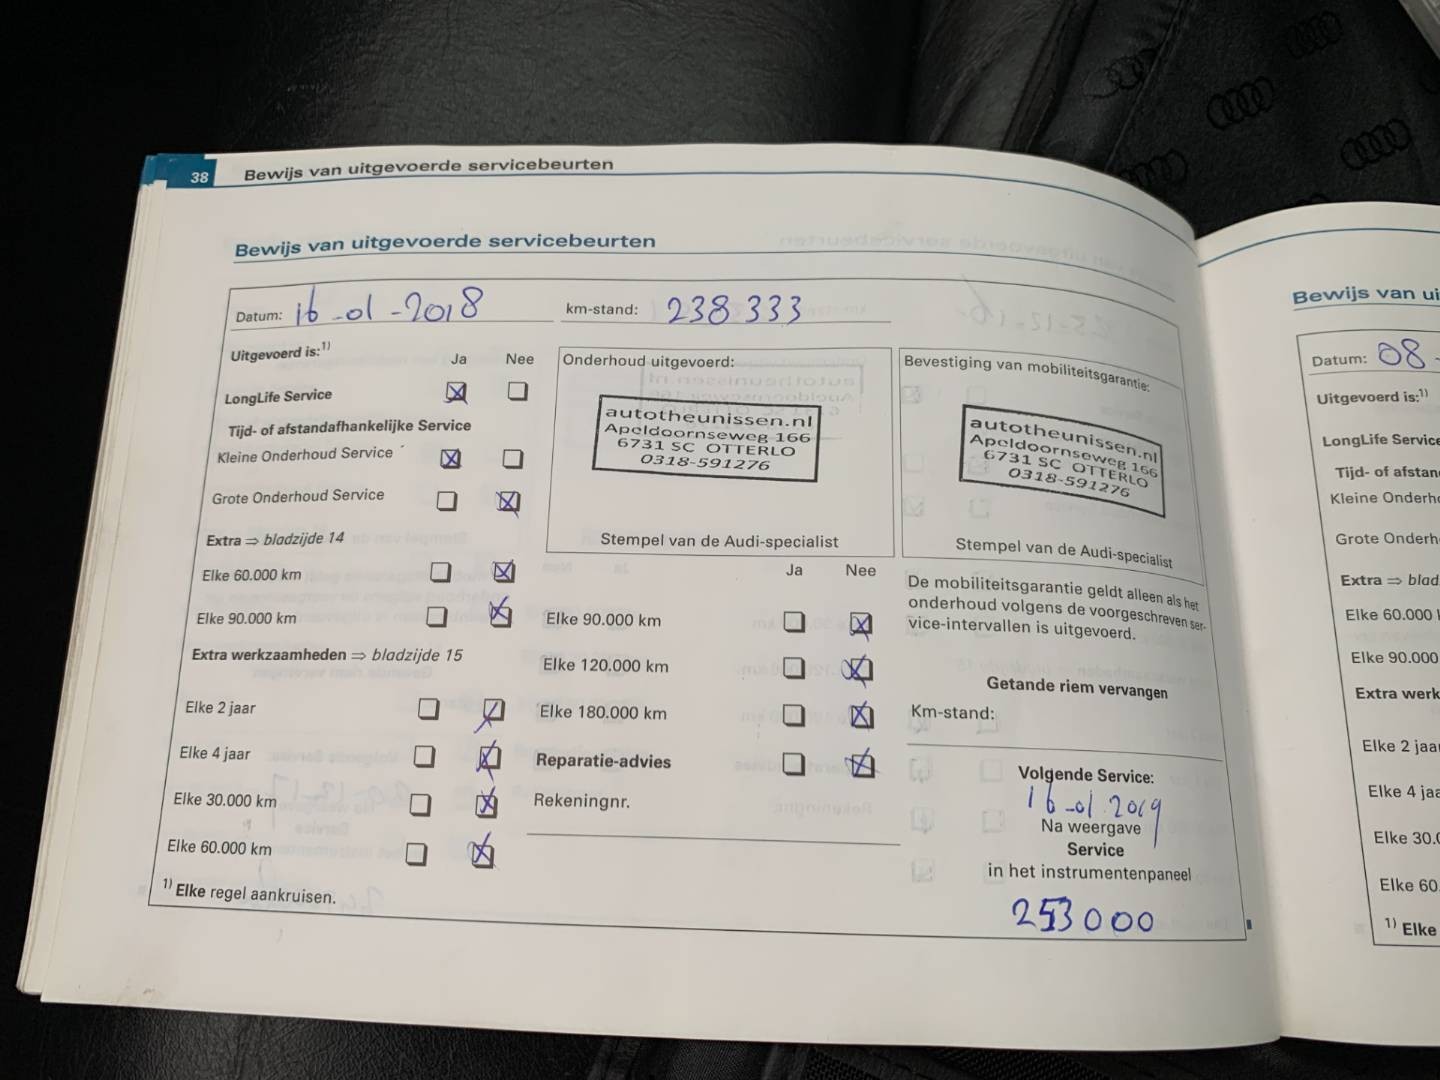 38
Bewijs van uitgevoerde servicebeurten
Bewijs van uitgevoerde servicebeurten
Datum: 16-01-2018
km-stand: 238 333
Uitgevoerd is:1)
Ja Nee
LongLife Service
Tijd- of afstandafhankelijke Service
Kleine Onderhoud Service
Grote Onderhoud Service
Extra ⇒ bladzijde 14
Elke 60.000 km
Elke 90.000 km
Extra werkzaamheden ⇒ bladzijde 15
Elke 2 jaar
Elke 4 jaar
Elke 30.000 km
Elke 60.000 km
1) Elke regel aankruisen.
Onderhoud uitgevoerd:
autotheunissen.nl
Apeldoornseweg 166
6731 SC OTTERLO
0318-591276
Stempel van de Audi-specialist
Ja Nee
Elke 90.000 km
Elke 120.000 km
Elke 180.000 km
Reparatie-advies
Rekeningnr.
Bevestiging van mobiliteitsgarantie:
autotheunissen.nl
Apeldoornseweg 166
6731 SC OTTERLO
0318-591276
Stempel van de Audi-specialist
De mobiliteitsgarantie geldt alleen als het
onderhoud volgens de voorgeschreven ser-
vice-intervallen is uitgevoerd.
Getande riem vervangen
Km-stand:
Volgende Service:
16-01 2019
Na weergave
Service
in het instrumentenpaneel
253000
Bewijs van ui
Datum: 08-
Uitgevoerd is:1)
LongLife Service
Tijd- of afstan
Kleine Onderh
Grote Onderh
Extra ⇒ blad
Elke 60.000
Elke 90.000
Extra werk
Elke 2 jaa
Elke 4 jaa
Elke 30.0
Elke 60.
1) Elke